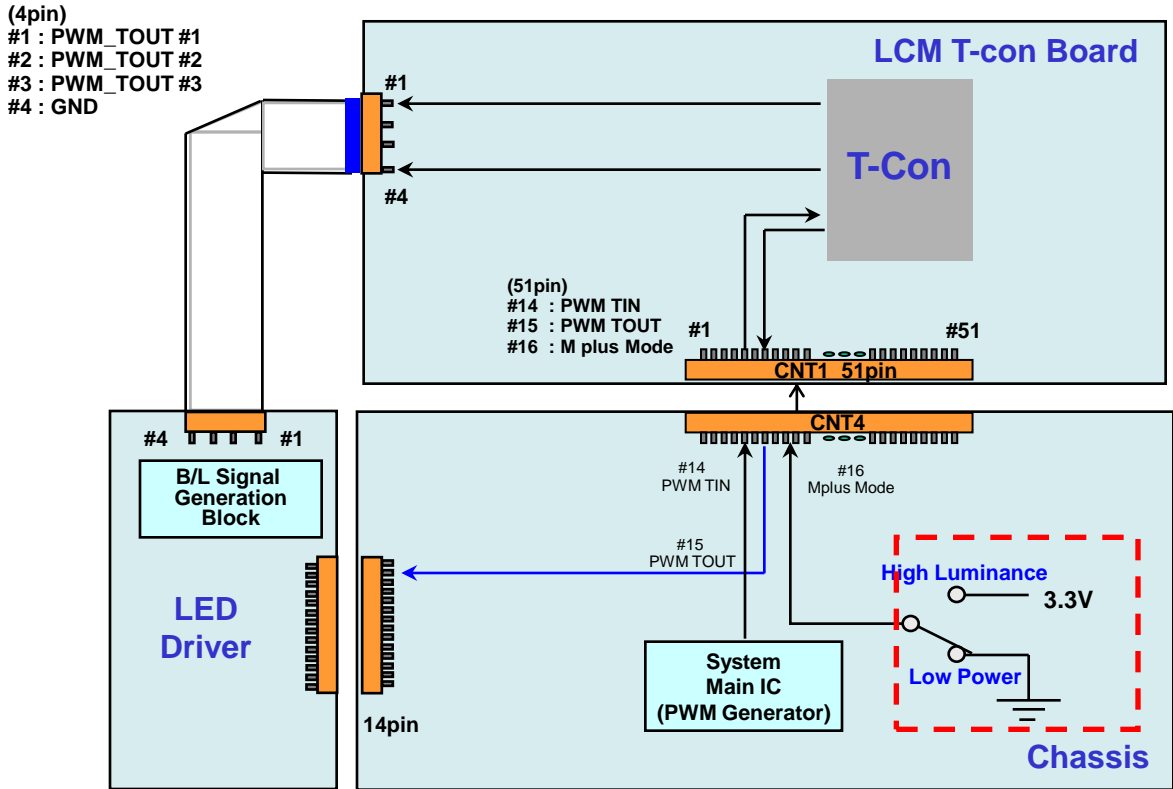 (4pin)
#1 : PWM_TOUT #1
#2 : PWM_TOUT #2
#3 : PWM_TOUT #3
#4 : GND
LCM T-con Board
#1
#4
T-Con
(51pin)
#14 : PWM TIN
#15 : PWM TOUT
#16 : M plus Mode
#1
#51
CNT1 51pin
CNT4
#4
#1
B/L Signal
Generation
Block
#14
PWM TIN
#16
Mplus Mode
#15
PWM TOUT
LED
Driver
14pin
System
Main IC
(PWM Generator)
High Luminance
3.3V
Low Power
Chassis